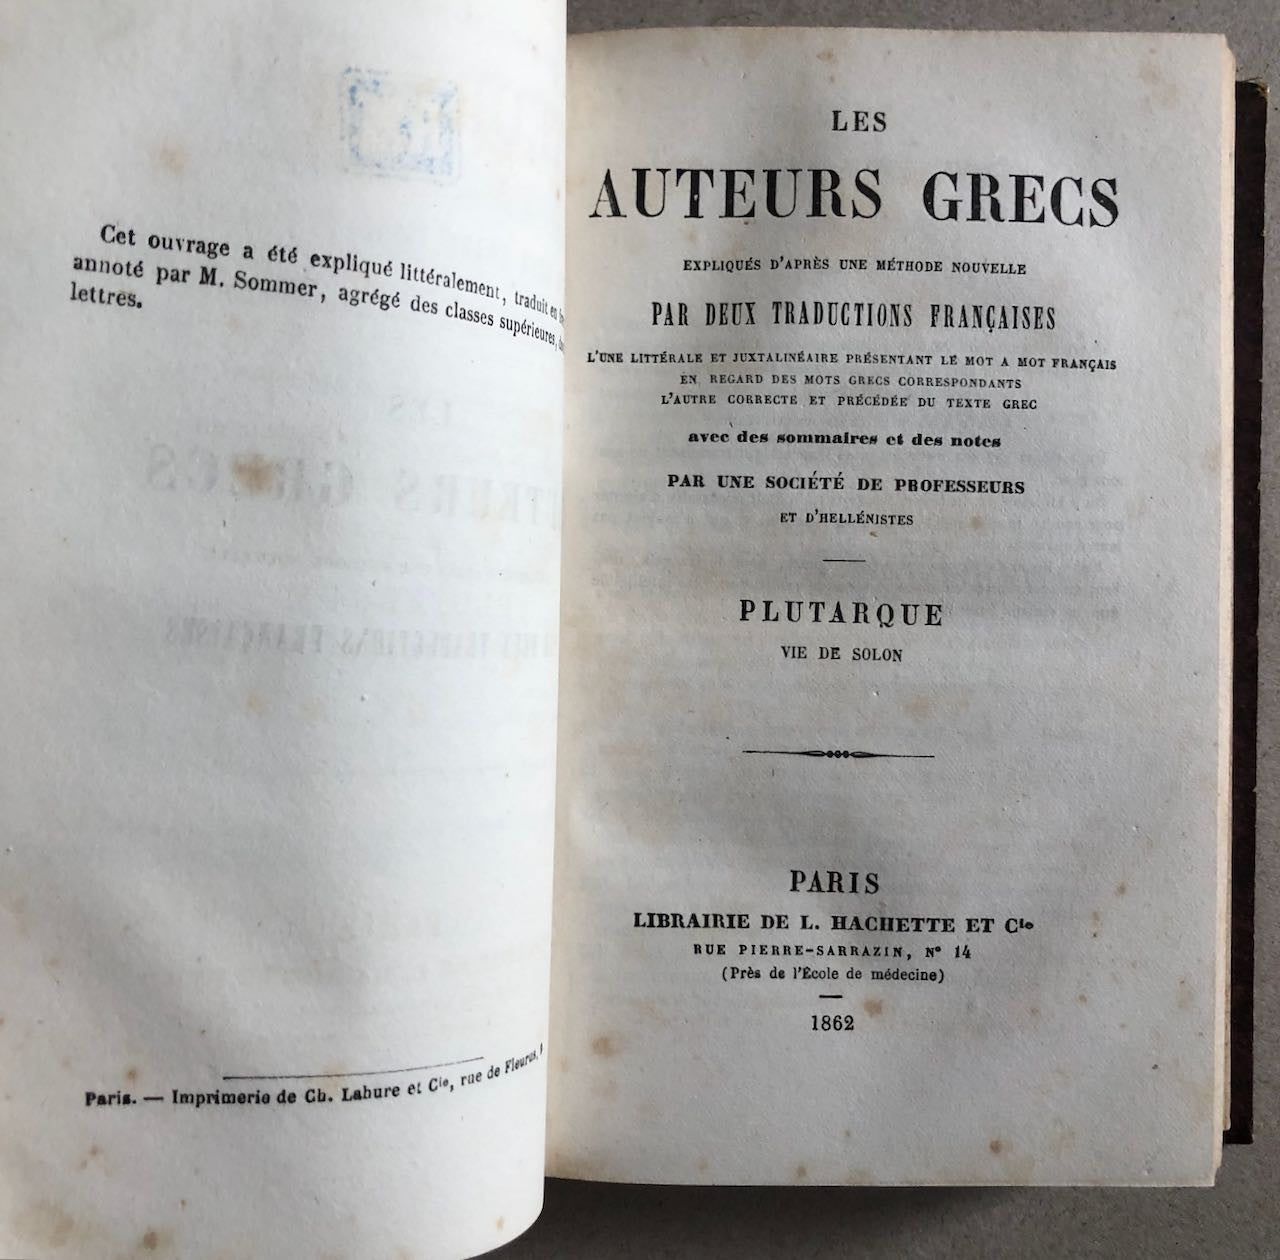 Cet ouvrage a été expliqué littéralement, traduit en
annoté par M. Sommer, agrégé des classes supérieures,
lettres.
Paris. — Imprimerie de Ch. Lahure et Cie, rue de Fleurus,
LES
AUTEURS GRECS
EXPLIQUÉS D'APRÈS UNE MÉTHODE NOUVELLE
PAR DEUX TRADUCTIONS FRANÇAISES
L'UNE LITTÉRALE ET JUXTALINÉAIRE PRÉSENTANT LE MOT A MOT FRANÇAIS
EN REGARD DES MOTS GRECS CORRESPONDANTS
L'AUTRE CORRECTE ET PRÉCÉDÉE DU TEXTE GREC
avec des sommaires et des notes
PAR UNE SOCIÉTÉ DE PROFESSEURS
ET D'HELLÉNISTES
PLUTARQUE
VIE DE SOLON
PARIS
LIBRAIRIE DE L. HACHETTE ET Cie
RUE PIERRE-SARRAZIN, N° 14
(Près de l'École de médecine)
1862